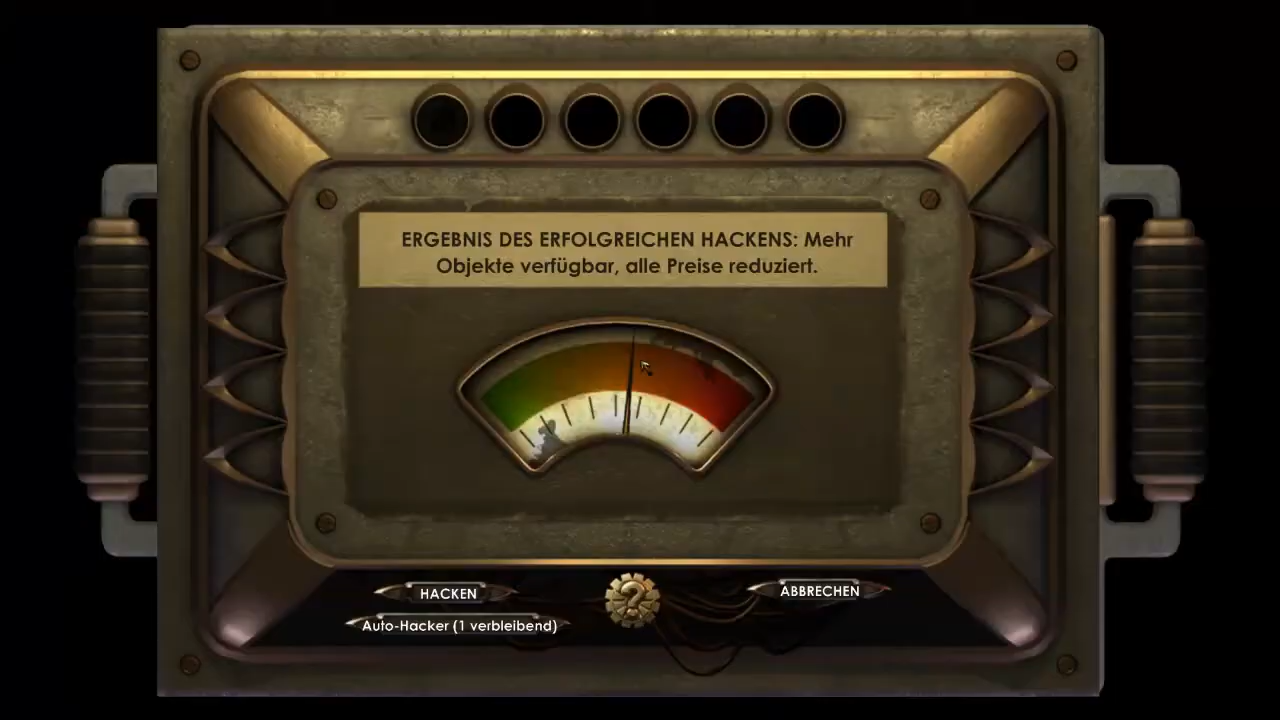 ERGEBNIS DES ERFOLGREICHEN HACKENS: Mehr
Objekte verfügbar, alle Preise reduziert.
HACKEN
?
ABBRECHEN
Auto-Hacker (1 verbleibend)